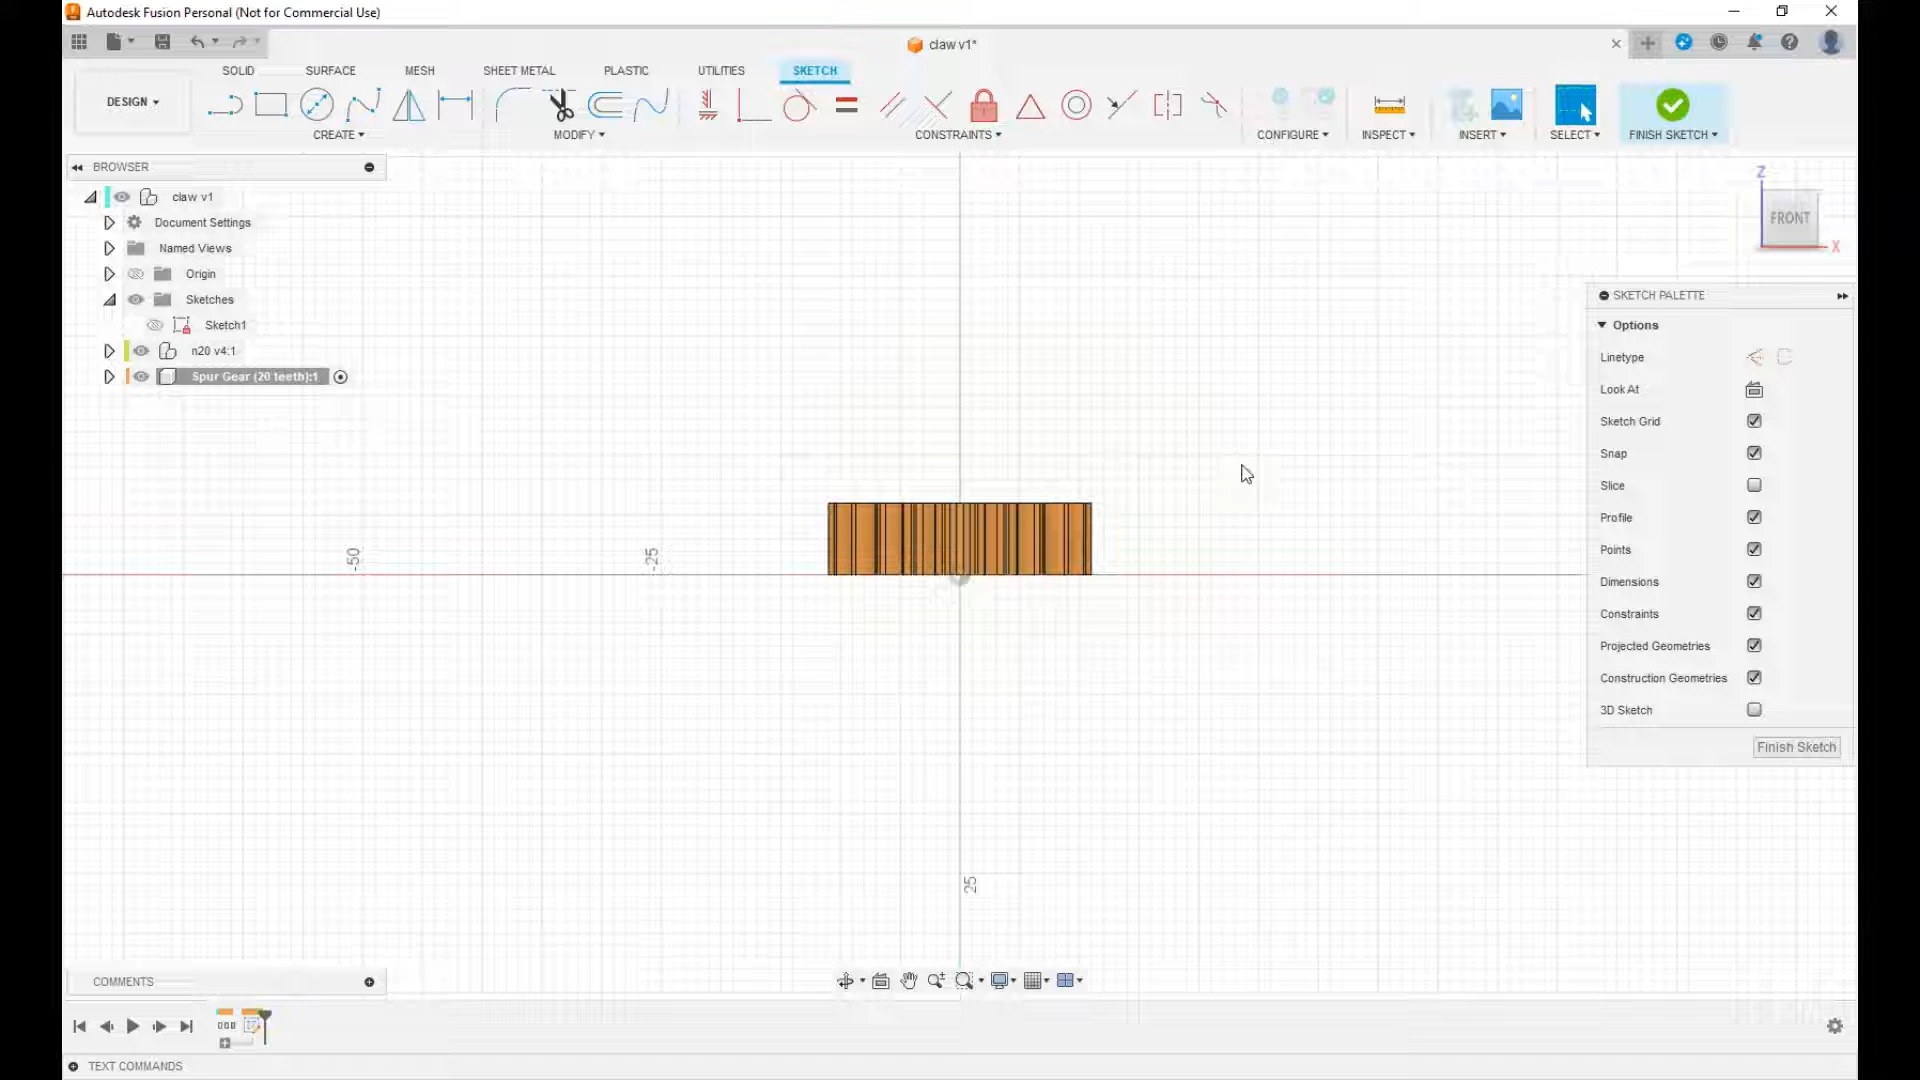 Autodesk Fusion Personal (Not for Commercial Use)
claw v1*
SOLID
SURFACE
MESH
SHEET METAL
PLASTIC
UTILITIES
SKETCH
DESIGN
CREATE
MODIFY
CONSTRAINTS
CONFIGURE
INSPECT
INSERT
SELECT
FINISH SKETCH
BROWSER
claw v1
Document Settings
Named Views
Origin
Sketches
Sketch1
n20 v4:1
Spur Gear (20 teeth):1
Z
FRONT
X
SKETCH PALETTE
Options
Linetype
Look At
Sketch Grid
Snap
Slice
Profile
Points
Dimensions
Constraints
Projected Geometries
Construction Geometries
3D Sketch
Finish Sketch
-50
-25
25
COMMENTS
TEXT COMMANDS